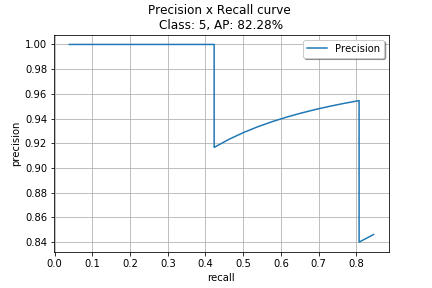 Precision x Recall curve
Class: 5, AP: 82.28%
Precision
1.00
0.98
0.96
0.94
0.92
0.90
0.88
0.86
0.84
precision
0.0 0.1 0.2 0.3 0.4 0.5 0.6 0.7 0.8
recall